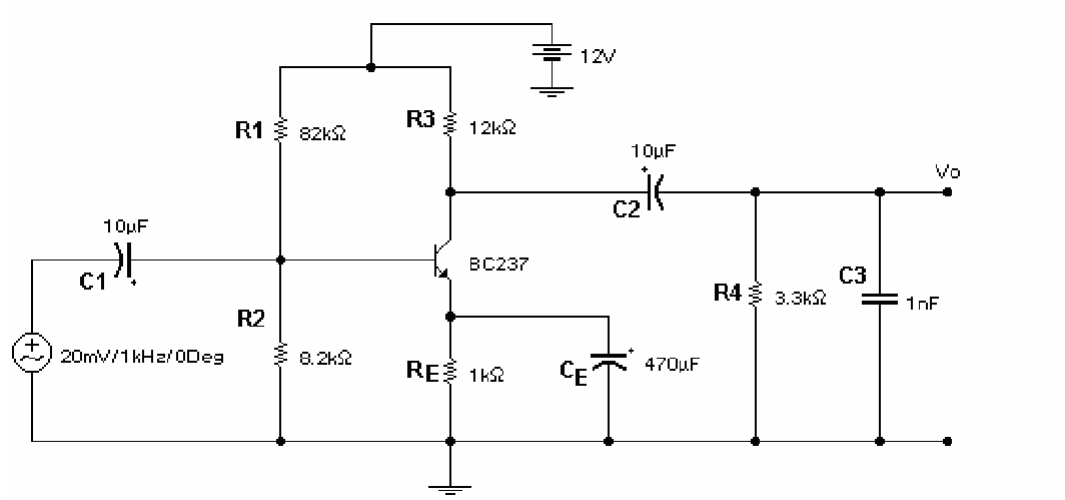 12V
R1 82kΩ
R3 12kΩ
10µF
C2
Vo
10µF
C1
BC237
R2
8.2kΩ
20mV/1kHz/0Deg
RE 1kΩ
CE 470µF
R4 3.3kΩ
C3
1nF